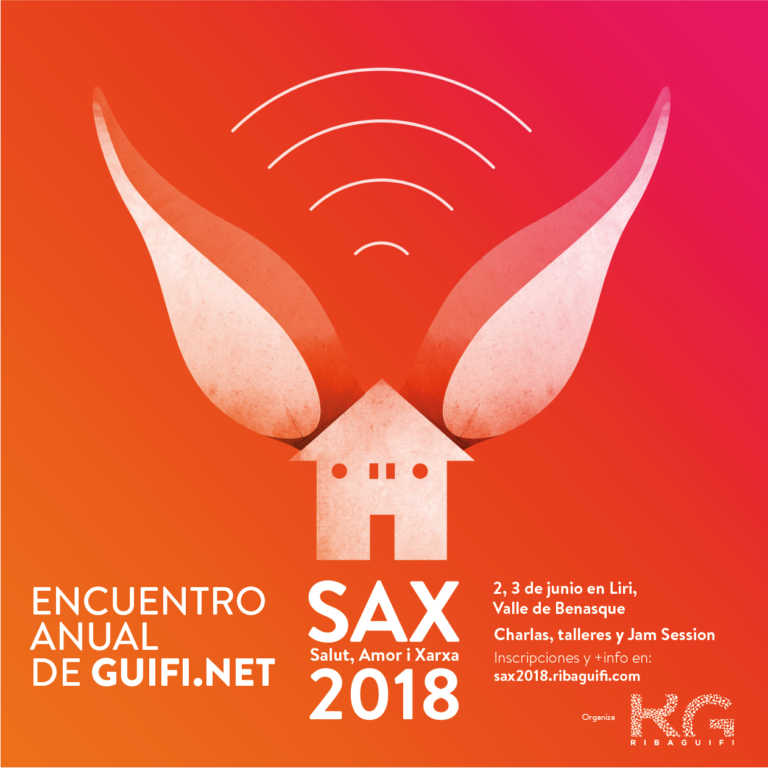 ENCUENTRO
ANUAL
DE GUIFI.NET
SAX
Salut, Amor i Xarxa
2018
2, 3 de junio en Liri,
Valle de Benasque
Charlas, talleres y Jam Session
Inscripciones y +info en:
sax2018.ribaguifi.com
Organiza
RG
RIBAGUIFI